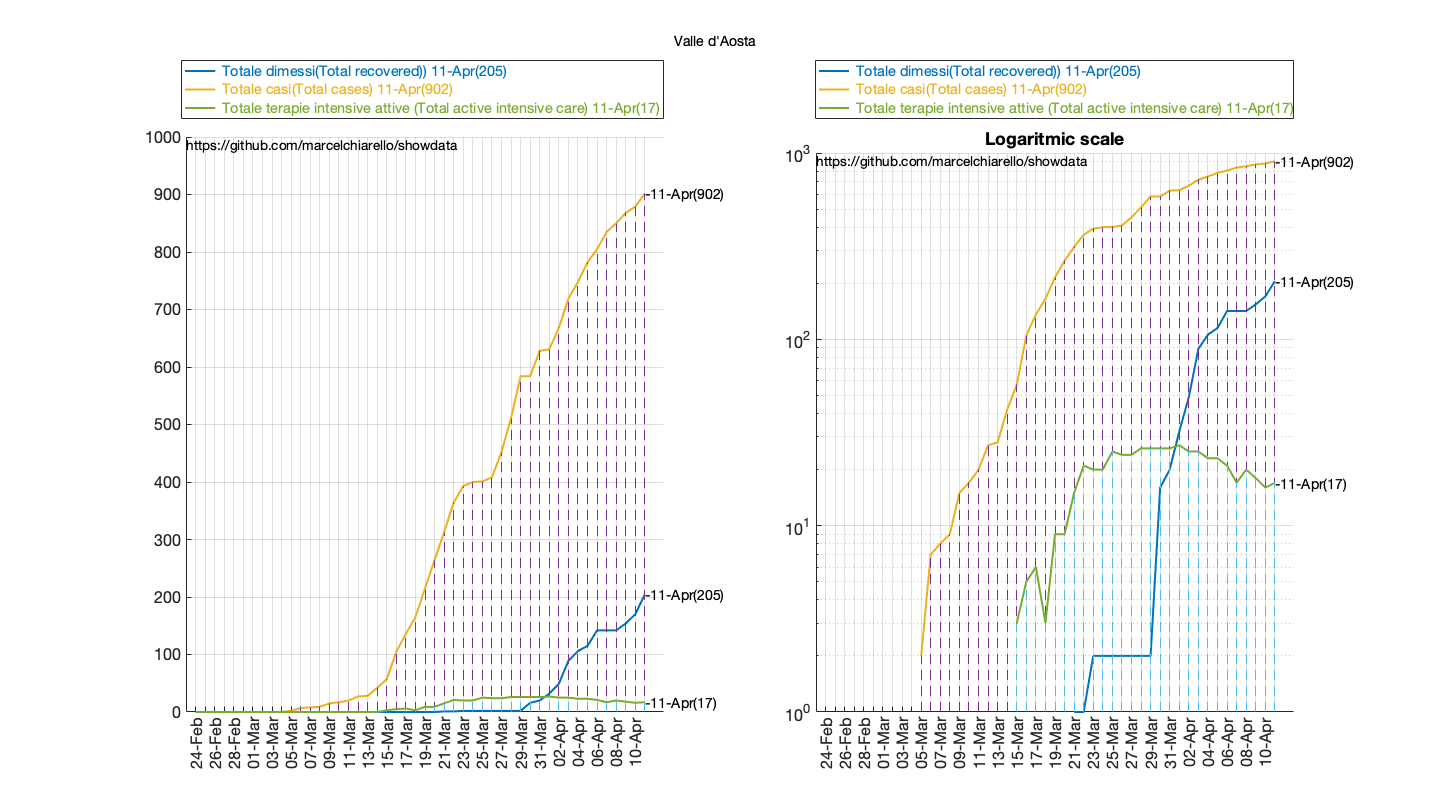 Valle d'Aosta
Totale dimessi(Total recovered)) 11-Apr(205)
Totale casi(Total cases) 11-Apr(902)
Totale terapie intensive attive (Total active intensive care) 11-Apr(17)
https://github.com/marcelchiarello/showdata
1000
900
800
700
600
500
400
300
200
100
0
-11-Apr(902)
-11-Apr(205)
-11-Apr(17)
24-Feb
26-Feb
28-Feb
01-Mar
03-Mar
05-Mar
07-Mar
09-Mar
11-Mar
13-Mar
15-Mar
17-Mar
19-Mar
21-Mar
23-Mar
25-Mar
27-Mar
29-Mar
31-Mar
02-Apr
04-Apr
06-Apr
08-Apr
10-Apr
Totale dimessi(Total recovered)) 11-Apr(205)
Totale casi(Total cases) 11-Apr(902)
Totale terapie intensive attive (Total active intensive care) 11-Apr(17)
Logaritmic scale
https://github.com/marcelchiarello/showdata
10^3
10^2
10^1
10^0
-11-Apr(902)
-11-Apr(205)
-11-Apr(17)
24-Feb
26-Feb
28-Feb
01-Mar
03-Mar
05-Mar
07-Mar
09-Mar
11-Mar
13-Mar
15-Mar
17-Mar
19-Mar
21-Mar
23-Mar
25-Mar
27-Mar
29-Mar
31-Mar
02-Apr
04-Apr
06-Apr
08-Apr
10-Apr